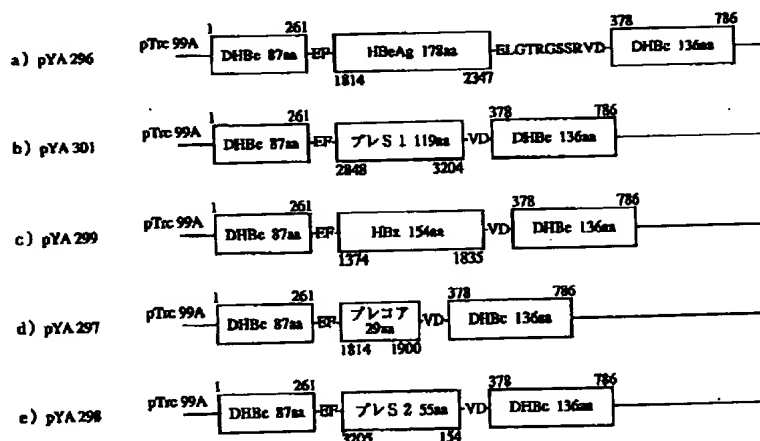 1 261 378 786
a) pYA 296 pTrc 99A DHBc 87aa EF HBeAg 178aa ELGTRGSSRVD DHBc 136aa
1814 2347
1 261 378 786
b) pYA 301 pTrc 99A DHBc 87aa EF プレS1 119aa VD DHBc 136aa
2848 3204
1 261 378 786
c) pYA 299 pTrc 99A DHBc 87aa EF HBx 154aa VD DHBc 136aa
1374 1835
1 261 378 786
d) pYA 297 pTrc 99A DHBc 87aa EF プレコア 29aa VD DHBc 136aa
1814 1900
1 261 378 786
e) pYA 298 pTrc 99A DHBc 87aa EF プレS2 55aa VD DHBc 136aa
3205 154